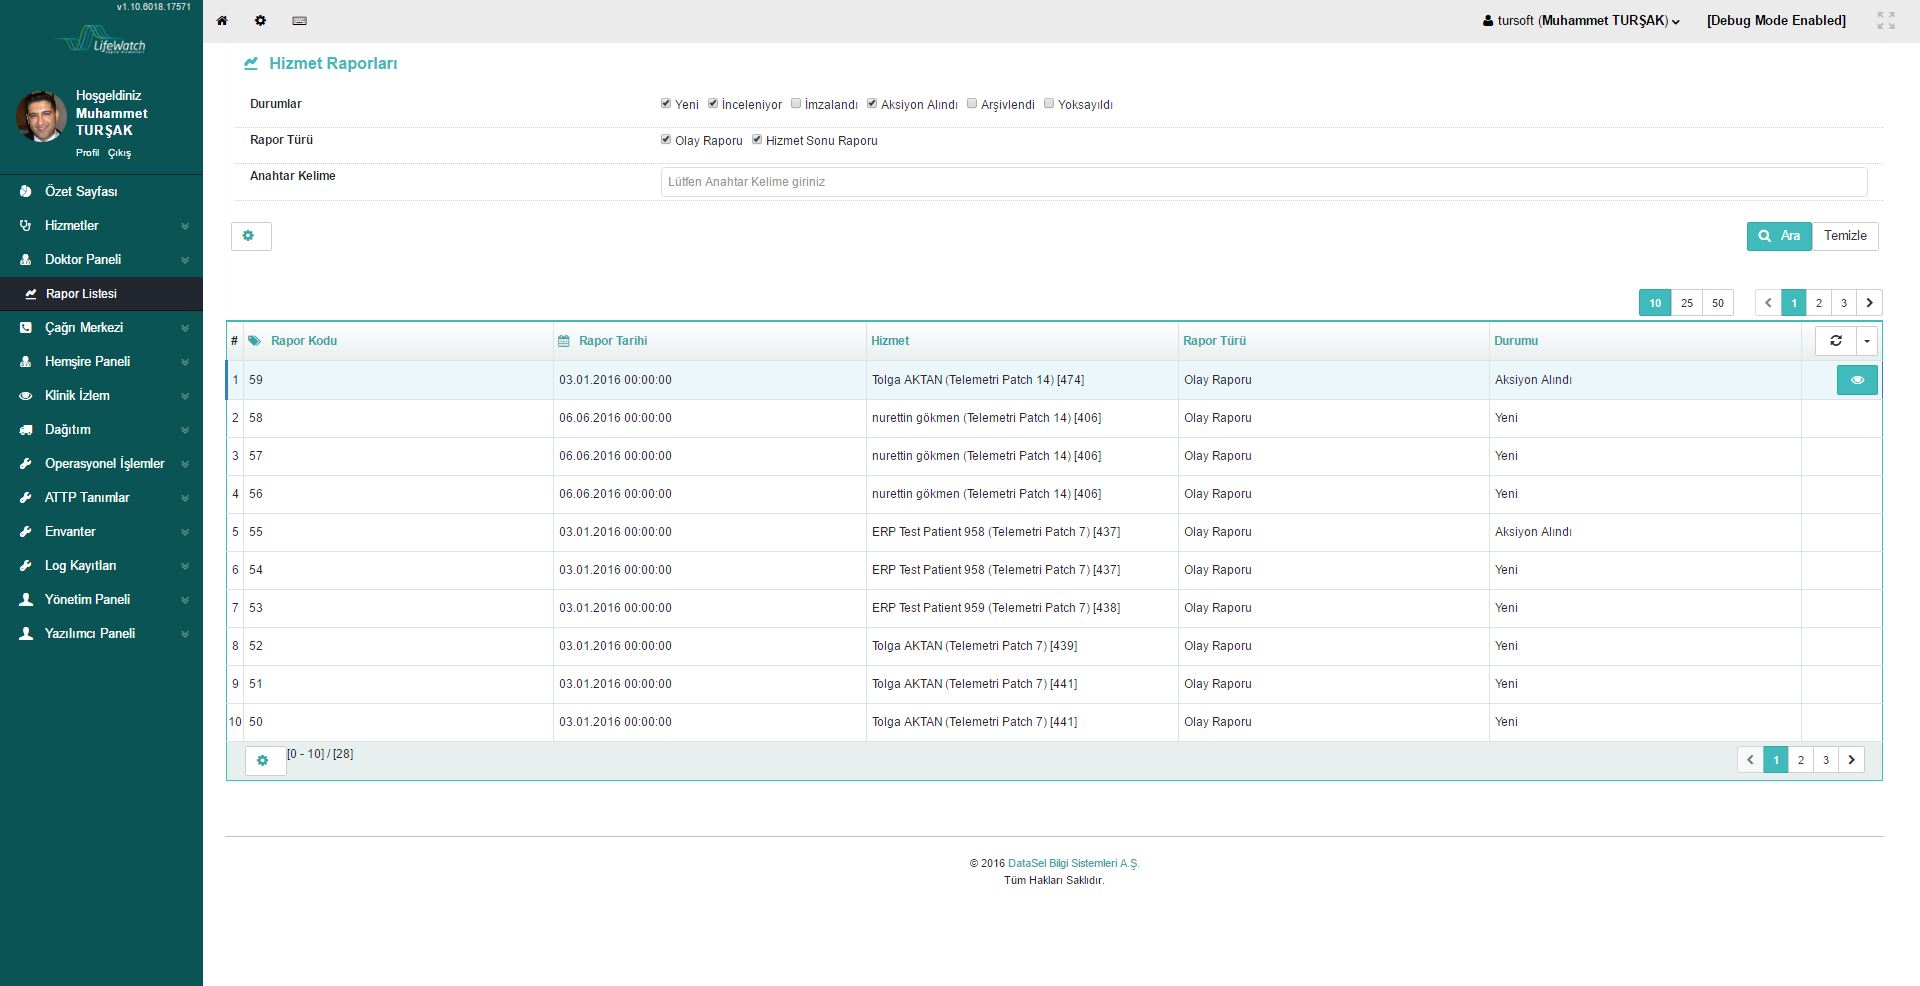 v1.10.6018.17571
LifeWatch
Hoşgeldiniz
Muhammet
TURŞAK
Profil Çıkış
Özet Sayfası
Hizmetler
Doktor Paneli
Rapor Listesi
Çağrı Merkezi
Hemşire Paneli
Klinik İzlem
Dağıtım
Operasyonel İşlemler
ATTP Tanımlar
Envanter
Log Kayıtları
Yönetim Paneli
Yazılımcı Paneli
tursoft (Muhammet TURŞAK) [Debug Mode Enabled]
Hizmet Raporları
Durumlar Yeni İnceleniyor İmzalandı Aksiyon Alındı Arşivlendi Yoksayıldı
Rapor Türü Olay Raporu Hizmet Sonu Raporu
Anahtar Kelime Lütfen Anahtar Kelime giriniz
Ara Temizle
10 25 50 1 2 3
# Rapor Kodu Rapor Tarihi Hizmet Rapor Türü Durumu
1 59 03.01.2016 00:00:00 Tolga AKTAN (Telemetri Patch 14) [474] Olay Raporu Aksiyon Alındı
2 58 06.06.2016 00:00:00 nurettin gökmen (Telemetri Patch 14) [406] Olay Raporu Yeni
3 57 06.06.2016 00:00:00 nurettin gökmen (Telemetri Patch 14) [406] Olay Raporu Yeni
4 56 06.06.2016 00:00:00 nurettin gökmen (Telemetri Patch 14) [406] Olay Raporu Yeni
5 55 03.01.2016 00:00:00 ERP Test Patient 958 (Telemetri Patch 7) [437] Olay Raporu Aksiyon Alındı
6 54 03.01.2016 00:00:00 ERP Test Patient 958 (Telemetri Patch 7) [437] Olay Raporu Yeni
7 53 03.01.2016 00:00:00 ERP Test Patient 959 (Telemetri Patch 7) [438] Olay Raporu Yeni
8 52 03.01.2016 00:00:00 Tolga AKTAN (Telemetri Patch 7) [439] Olay Raporu Yeni
9 51 03.01.2016 00:00:00 Tolga AKTAN (Telemetri Patch 7) [441] Olay Raporu Yeni
10 50 03.01.2016 00:00:00 Tolga AKTAN (Telemetri Patch 7) [441] Olay Raporu Yeni
[0 - 10] / [28] 1 2 3
© 2016 DataSel Bilgi Sistemleri A.Ş.
Tüm Hakları Saklıdır.